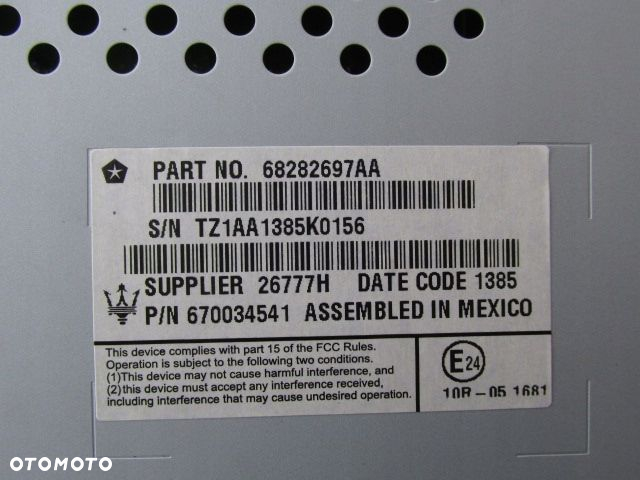 PART NO. 68282697AA
S/N TZ1AA1385K0156
SUPPLIER 26777H DATE CODE 1385
P/N 670034541 ASSEMBLED IN MEXICO
This device complies with part 15 of the FCC Rules.
Operation is subject to the following two conditions.
(1)This device may not cause harmful interference, and
(2)this device must accept any interference received,
including interference that may cause undesired operation.
E24
10R-05 1681
OTOMOTO